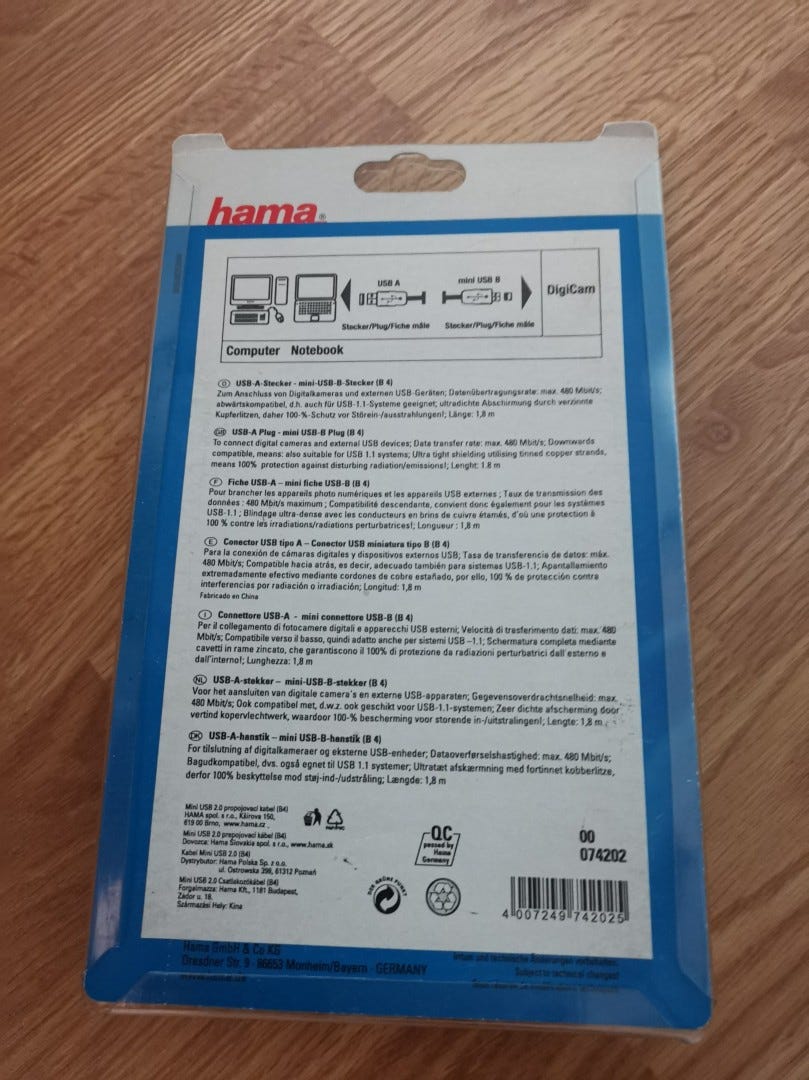 hama®
USB A
mini USB B
DigiCam
Stecker/Plug/Fiche mâle
Stecker/Plug/Fiche mâle
Computer Notebook
D USB-A-Stecker - mini-USB-B-Stecker (B 4)
Zum Anschluss von Digitalkameras und externen USB-Geräten; Datenübertragungsrate: max. 480 Mbit/s;
abwärtskompatibel, d.h. auch für USB-1.1-Systeme geeignet; ultradichte Abschirmung durch verzinnte
Kupferlitzen, daher 100-%-Schutz vor Störein-/ausstrahlungen!; Länge: 1,8 m
GB USB-A Plug - mini USB-B Plug (B 4)
To connect digital cameras and external USB devices; Data transfer rate: max. 480 Mbit/s; Downwards
compatible, means: also suitable for USB 1.1 systems; Ultra tight shielding utilising tinned copper strands,
means 100% protection against disturbing radiation/emissions!; Lenght: 1.8 m
F Fiche USB-A – mini fiche USB-B (B 4)
Pour brancher les appareils photo numériques et les appareils USB externes ; Taux de transmission des
données : 480 Mbit/s maximum ; Compatibilité descendante, convient donc également pour les systèmes
USB-1.1 ; Blindage ultra-dense avec les conducteurs en brins de cuivre étamés, d'où une protection à
100 % contre les irradiations/radiations perturbatrices!; Longueur : 1,8 m
E Conector USB tipo A – Conector USB miniatura tipo B (B 4)
Para la conexión de cámaras digitales y dispositivos externos USB; Tasa de transferencia de datos: máx.
480 Mbit/s; Compatible hacia atrás, es decir, adecuado también para sistemas USB-1.1; Apantallamiento
extremadamente efectivo mediante cordones de cobre estañado, por ello, 100 % de protección contra
interferencias por radiación o irradiación; Longitud: 1,8 m
Fabricado en China
I Connettore USB-A - mini connettore USB-B (B 4)
Per il collegamento di fotocamere digitali e apparecchi USB esterni; Velocità di trasferimento dati: max. 480
Mbit/s; Compatibile verso il basso, quindi adatto anche per sistemi USB –1.1; Schermatura completa mediante
cavetti in rame zincato, che garantiscono il 100% di protezione da radiazioni perturbatrici dall'esterno e
dall'interno!; Lunghezza: 1,8 m
NL USB-A-stekker – mini-USB-B-stekker (B 4)
Voor het aansluiten van digitale camera's en externe USB-apparaten; Gegevensoverdrachtsnelheid: max.
480 Mbit/s; Ook compatibel met, d.w.z. ook geschikt voor USB-1.1-systemen; Zeer dichte afscherming door
vertind kopervlechtwerk, waardoor 100-% bescherming voor storende in-/uitstralingen!; Lengte: 1,8 m
DK USB-A-hanstik – mini USB-B-hanstik (B 4)
For tilslutning af digitalkameraer og eksterne USB-enheder; Dataoverførselshastighed: max. 480 Mbit/s;
Bagudkompatibel, dvs. også egnet til USB 1.1 systemer; Ultratæt afskærmning med fortinnet kobberlitze,
derfor 100% beskyttelse mod støj-ind-/udstråling; Længde: 1,8 m
Mini USB 2.0 propojovací kabel (B4)
HAMA spol. s r.o., Kšírova 150,
619 00 Brno, www.hama.cz
Mini USB 2.0 prepojovací kábel (B4)
Dovozca: Hama Slovakia spol. s r.o., www.hama.sk
Kabel Mini USB 2.0 (B4)
Dystrybutor: Hama Polska Sp. z o.o.
ul. Ostrowska 398, 61312 Poznań
Mini USB 2.0 Csatlakozókábel (B4)
Forgalmazza: Hama Kft., 1181 Budapest,
Zádor u. 18.
Származási Hely: Kína
PAP/PVC
QC
passed by
Hama
Germany
DER GRÜNE PUNKT
00
074202
4 007249 742025
Hama GmbH & Co KG
Dresdner Str. 9 · 86653 Monheim/Bayern · GERMANY
www.hama.de
Irrtum und technische Änderungen vorbehalten.
Subject to technical changes!